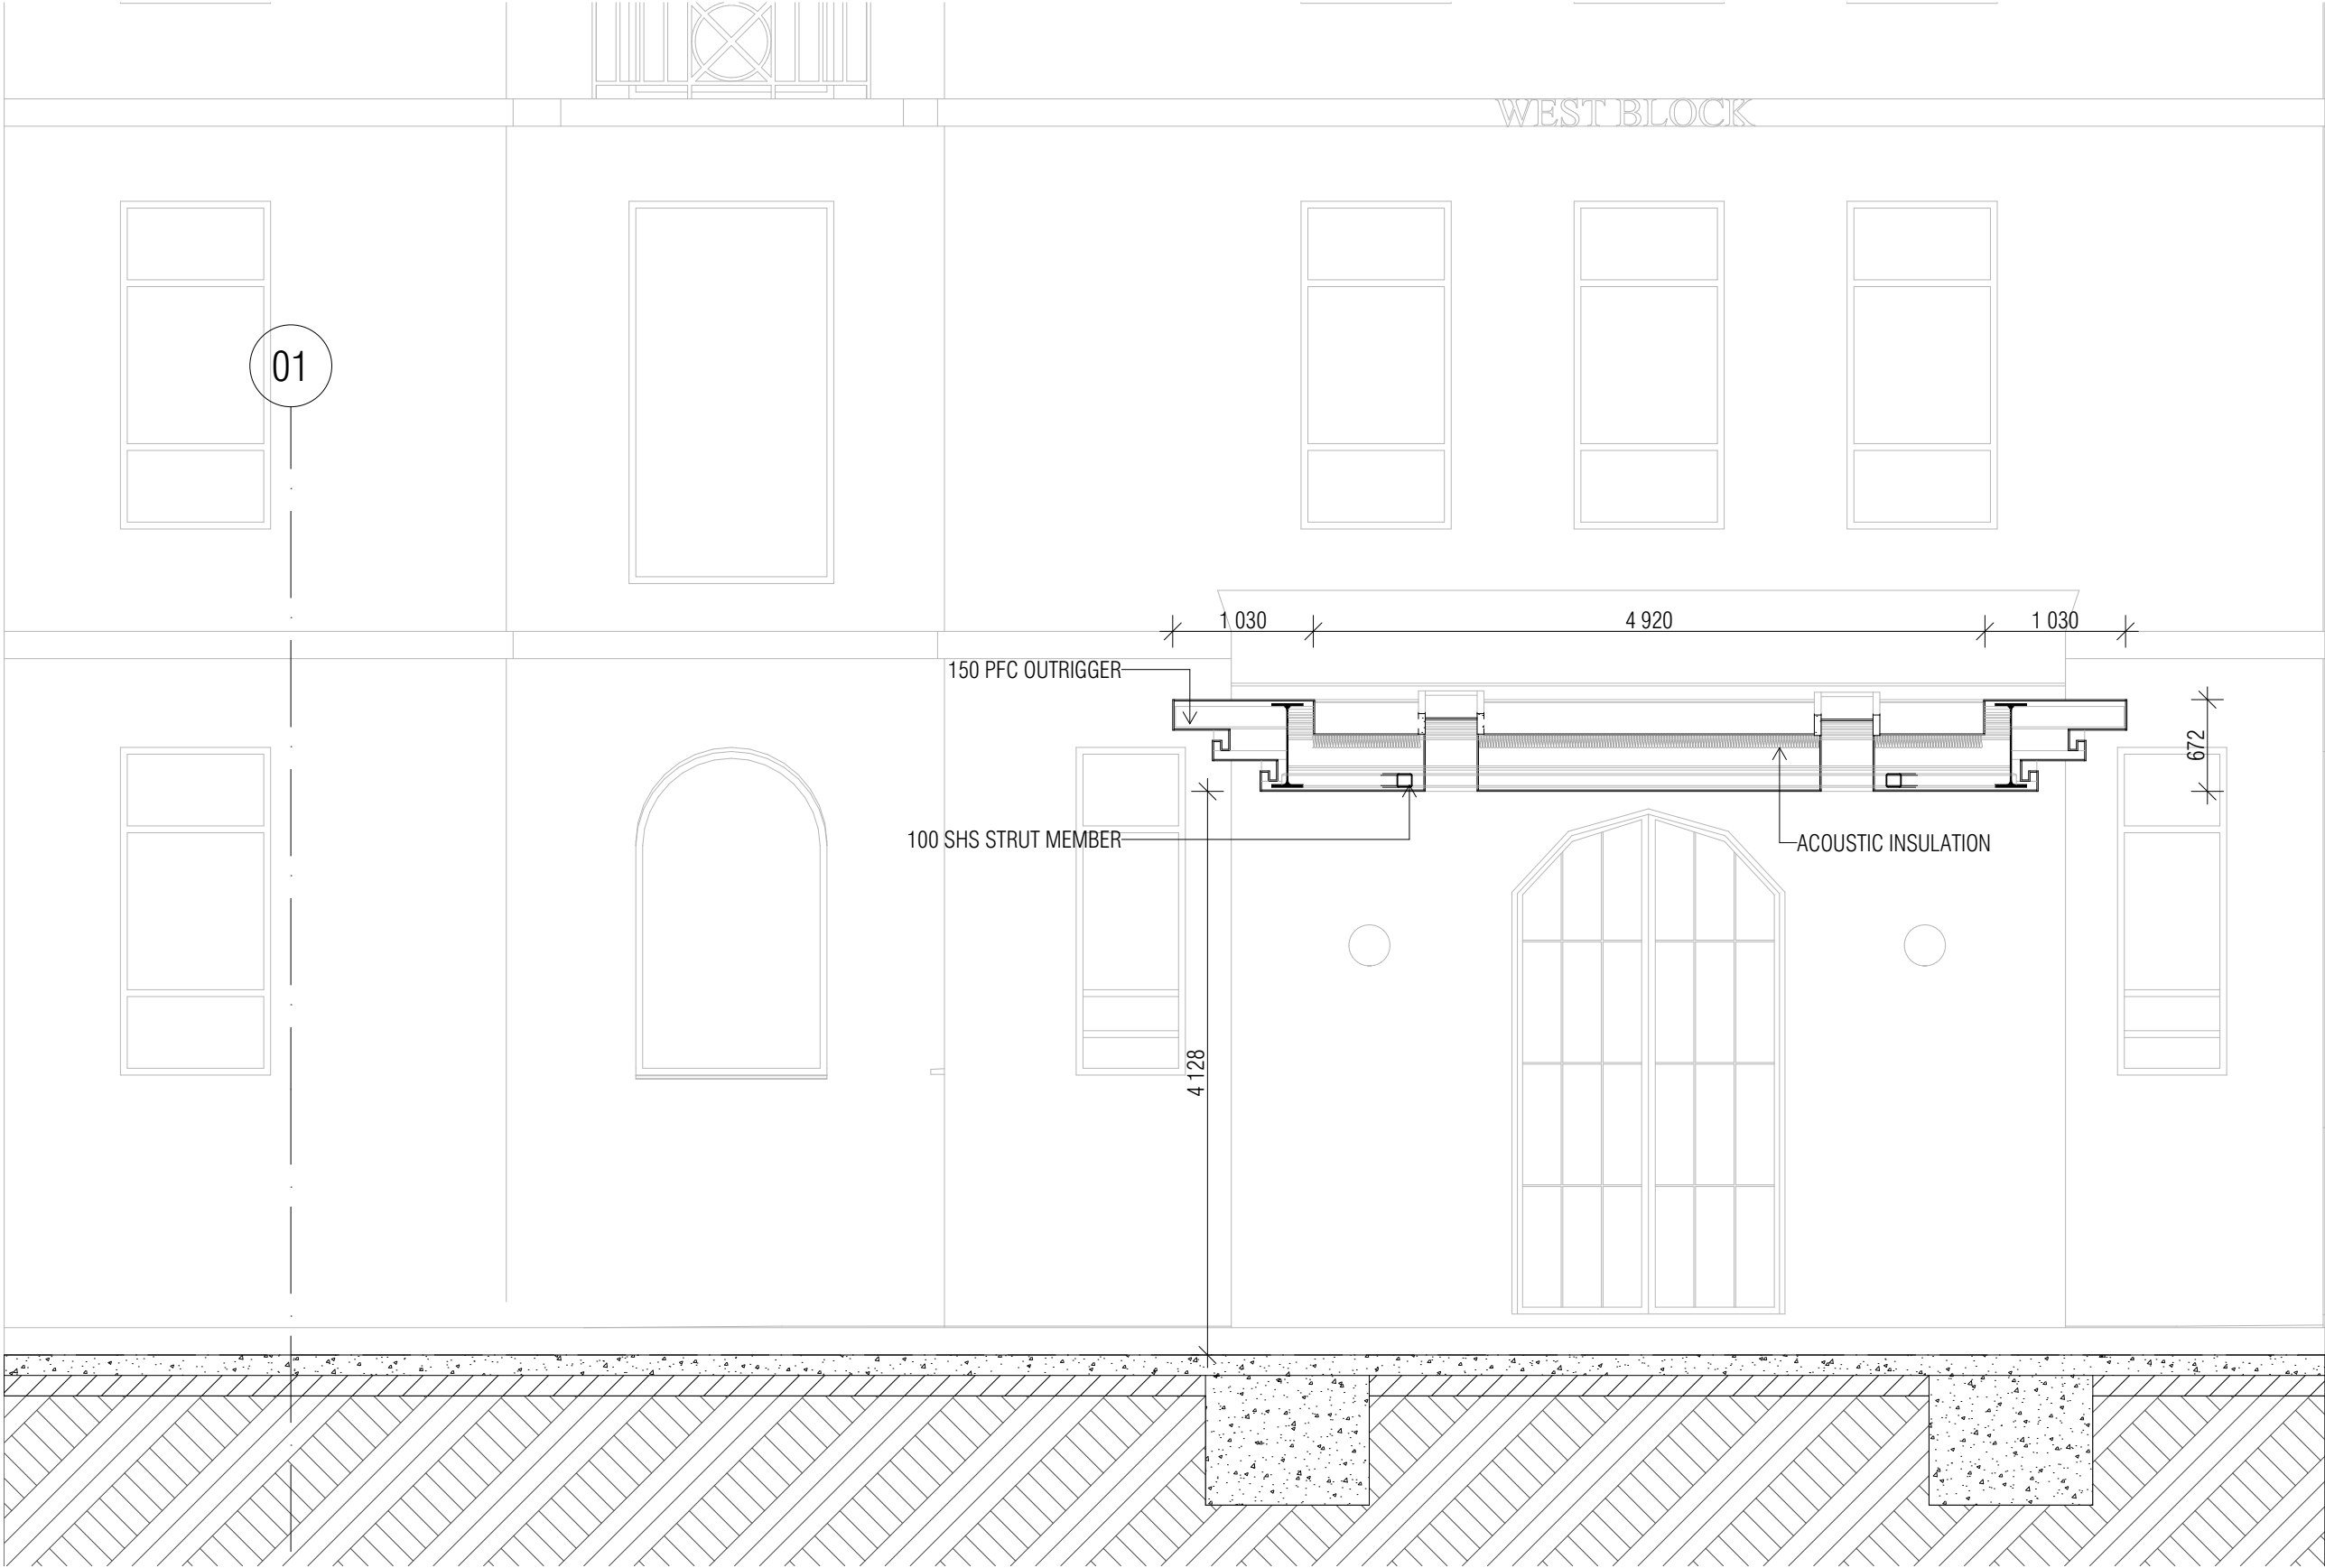 WEST BLOCK
01
1 030
4 920
1 030
150 PFC OUTRIGGER
672
100 SHS STRUT MEMBER
ACOUSTIC INSULATION
4 128